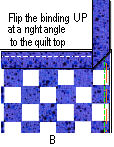 Flip the binding UP
at a right angle
to the quilt top
B